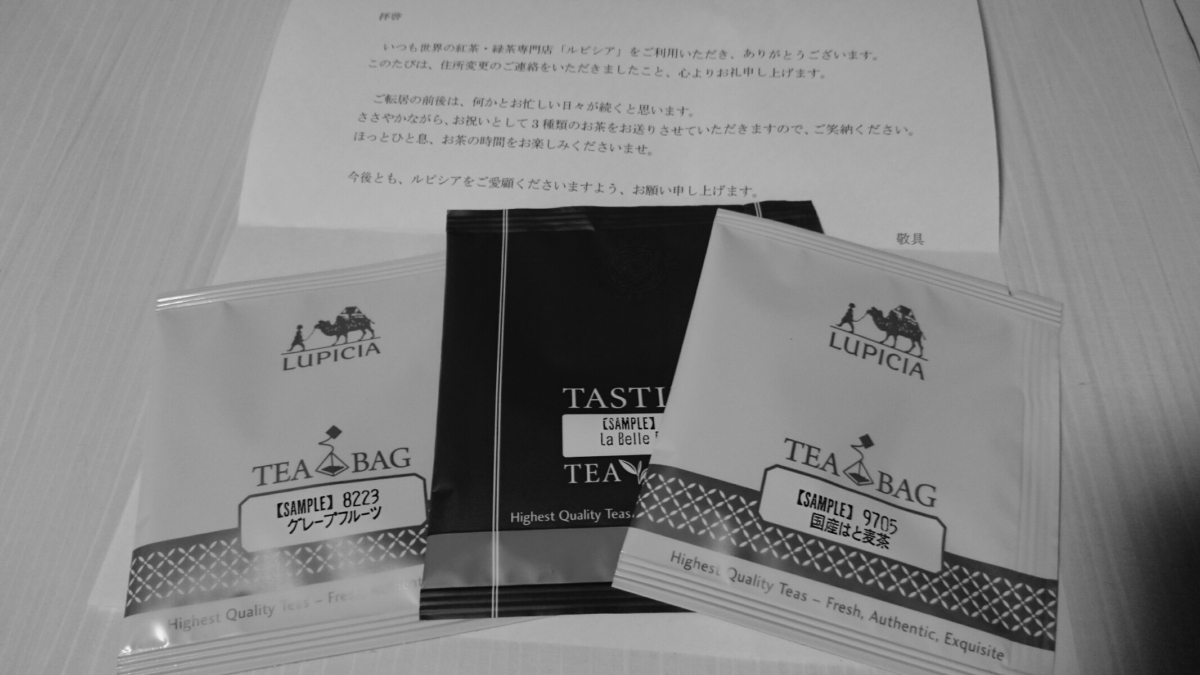 拝啓
いつも世界の紅茶・緑茶専門店「ルピシア」をご利用いただき、ありがとうございます。
このたびは、住所変更のご連絡をいただきましたこと、心よりお礼申し上げます。
ご転居の前後は、何かとお忙しい日々が続くと思います。
ささやかながら、お祝いとして3種類のお茶をお送りさせていただきますので、ご笑納ください。
ほっとひと息、お茶の時間をお楽しみくださいませ。
今後とも、ルピシアをご愛顧くださいますよう、お願い申し上げます。
敬具
LUPICIA
TEA BAG
【SAMPLE】 8223
グレープフルーツ
Highest Quality Teas – Fresh,
TASTI
【SAMPLE】
La Belle
TEA
Highest Quality Teas
LUPICIA
TEA BAG
【SAMPLE】 9705
国産はと麦茶
Highest Quality Teas – Fresh, Authentic, Exquisite